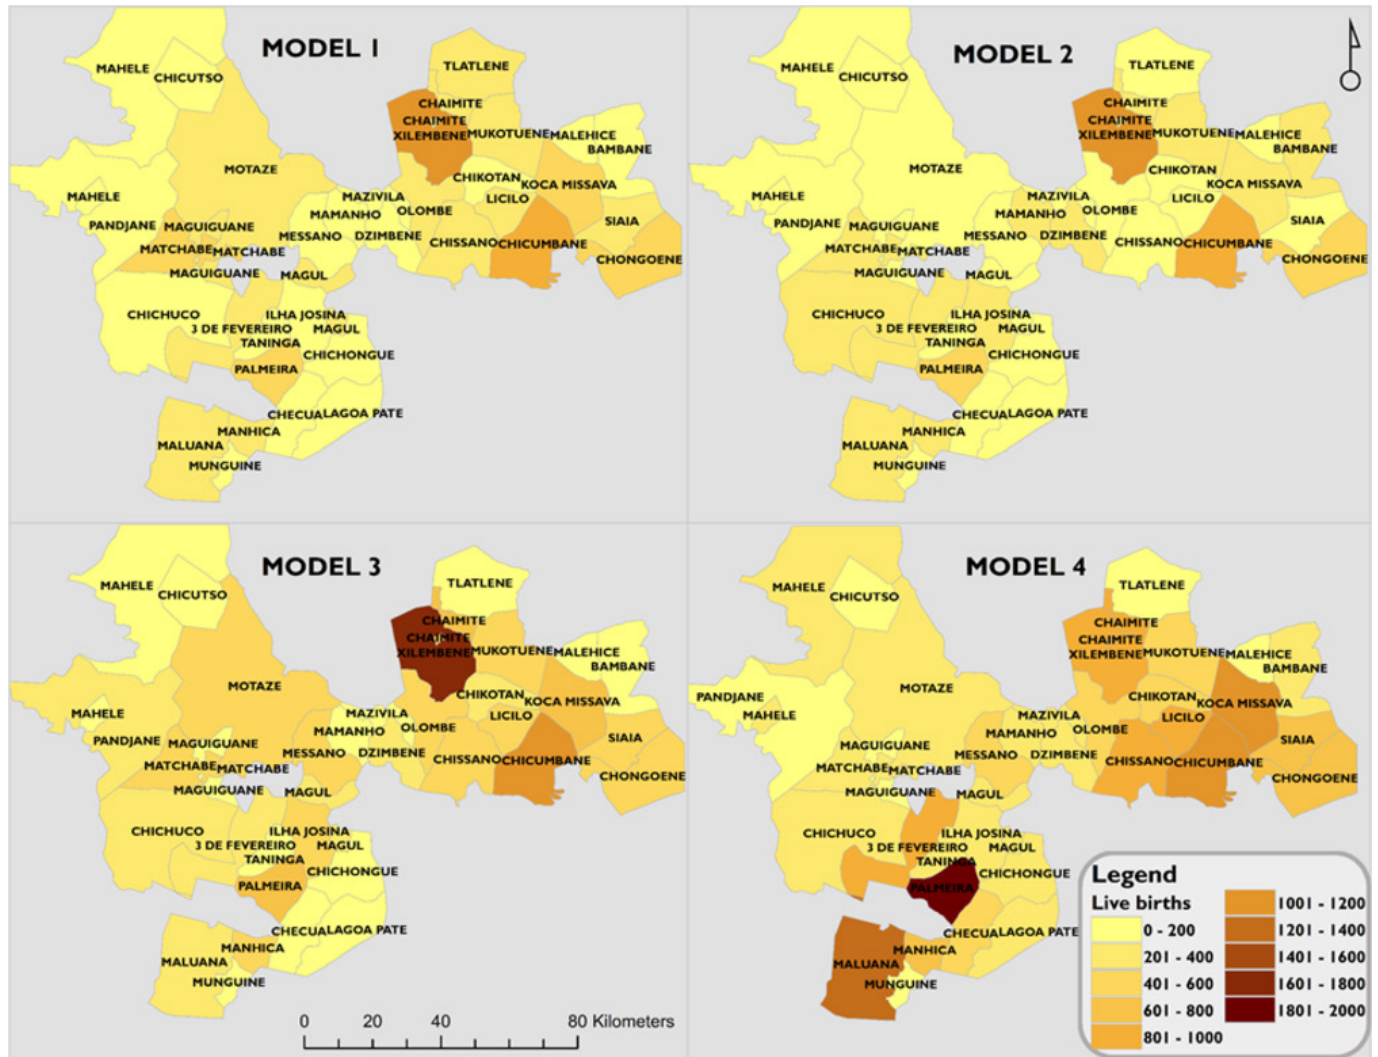 MODEL 1
MAHELE
CHICUTSO
TLATLENE
CHAIMITE
CHAIMITE
XILEMBENE
MUKOTUENE
MALEHICE
BAMBANE
MOTAZE
CHIKOTAN
KOCA MISSAVA
MAHELE
MAZIVILA
LICILO
MAMANHO
OLOMBE
SIAIA
PANDJANE
MAGUIGUANE
MESSANO
DZIMBENE
CHISSANO
CHICUMBANE
MATCHABE
MATCHABE
CHONGOENE
MAGUIGUANE
MAGUL
CHICHUCO
ILHA JOSINA
3 DE FEVEREIRO
MAGUL
TANINGA
CHICHONGUE
PALMEIRA
CHECUA
LAGOA PATE
MANHICA
MALUANA
MUNGUINE
MODEL 2
MAHELE
CHICUTSO
TLATLENE
CHAIMITE
CHAIMITE
XILEMBENE
MUKOTUENE
MALEHICE
BAMBANE
MOTAZE
CHIKOTAN
KOCA MISSAVA
MAHELE
MAZIVILA
LICILO
MAMANHO
OLOMBE
SIAIA
PANDJANE
MAGUIGUANE
MESSANO
DZIMBENE
CHISSANO
CHICUMBANE
MATCHABE
MATCHABE
CHONGOENE
MAGUIGUANE
MAGUL
CHICHUCO
ILHA JOSINA
3 DE FEVEREIRO
MAGUL
TANINGA
CHICHONGUE
PALMEIRA
CHECUA
LAGOA PATE
MANHICA
MALUANA
MUNGUINE
MODEL 3
MAHELE
CHICUTSO
TLATLENE
CHAIMITE
CHAIMITE
XILEMBENE
MUKOTUENE
MALEHICE
BAMBANE
MOTAZE
CHIKOTAN
KOCA MISSAVA
MAHELE
MAZIVILA
LICILO
MAMANHO
OLOMBE
SIAIA
PANDJANE
MAGUIGUANE
MESSANO
DZIMBENE
CHISSANO
CHICUMBANE
MATCHABE
MATCHABE
CHONGOENE
MAGUIGUANE
MAGUL
CHICHUCO
ILHA JOSINA
3 DE FEVEREIRO
MAGUL
TANINGA
CHICHONGUE
PALMEIRA
CHECUA
LAGOA PATE
MANHICA
MALUANA
MUNGUINE
0 20 40 80 Kilometers
MODEL 4
MAHELE
CHICUTSO
TLATLENE
CHAIMITE
CHAIMITE
XILEMBENE
MUKOTUENE
MALEHICE
BAMBANE
MOTAZE
PANDJANE
CHIKOTAN
KOCA MISSAVA
MAHELE
MAZIVILA
LICILO
MAMANHO
OLOMBE
SIAIA
MAGUIGUANE
MESSANO
DZIMBENE
CHISSANO
CHICUMBANE
MATCHABE
MATCHABE
CHONGOENE
MAGUIGUANE
MAGUL
CHICHUCO
ILHA JOSINA
3 DE FEVEREIRO
MAGUL
TANINGA
CHICHONGUE
PALMEIRA
CHECUA
LAGOA PATE
MANHICA
MALUANA
MUNGUINE
Legend
Live births
0 - 200
201 - 400
401 - 600
601 - 800
801 - 1000
1001 - 1200
1201 - 1400
1401 - 1600
1601 - 1800
1801 - 2000